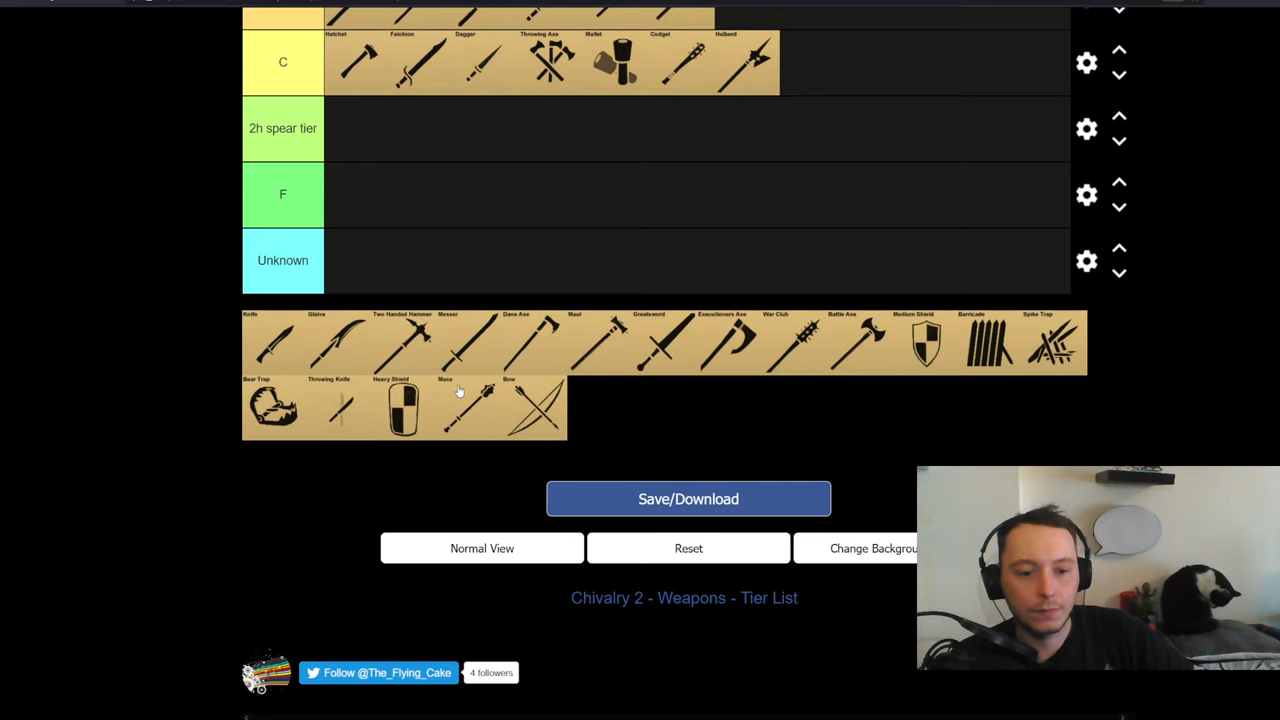 Hatchet Falchion Dagger Throwing Axe Mallet Cudgel Halberd
C
2h spear tier
F
Unknown
Knife Glaive Two Handed Hammer Messer Dane Axe Maul Greatsword Executioners Axe War Club Battle Axe Medium Shield Barricade Spike Trap
Bear Trap Throwing Knife Heavy Shield Mace Bow
Save/Download
Normal View Reset Change Backgrou
Chivalry 2 - Weapons - Tier List
Follow @The_Flying_Cake 4 followers